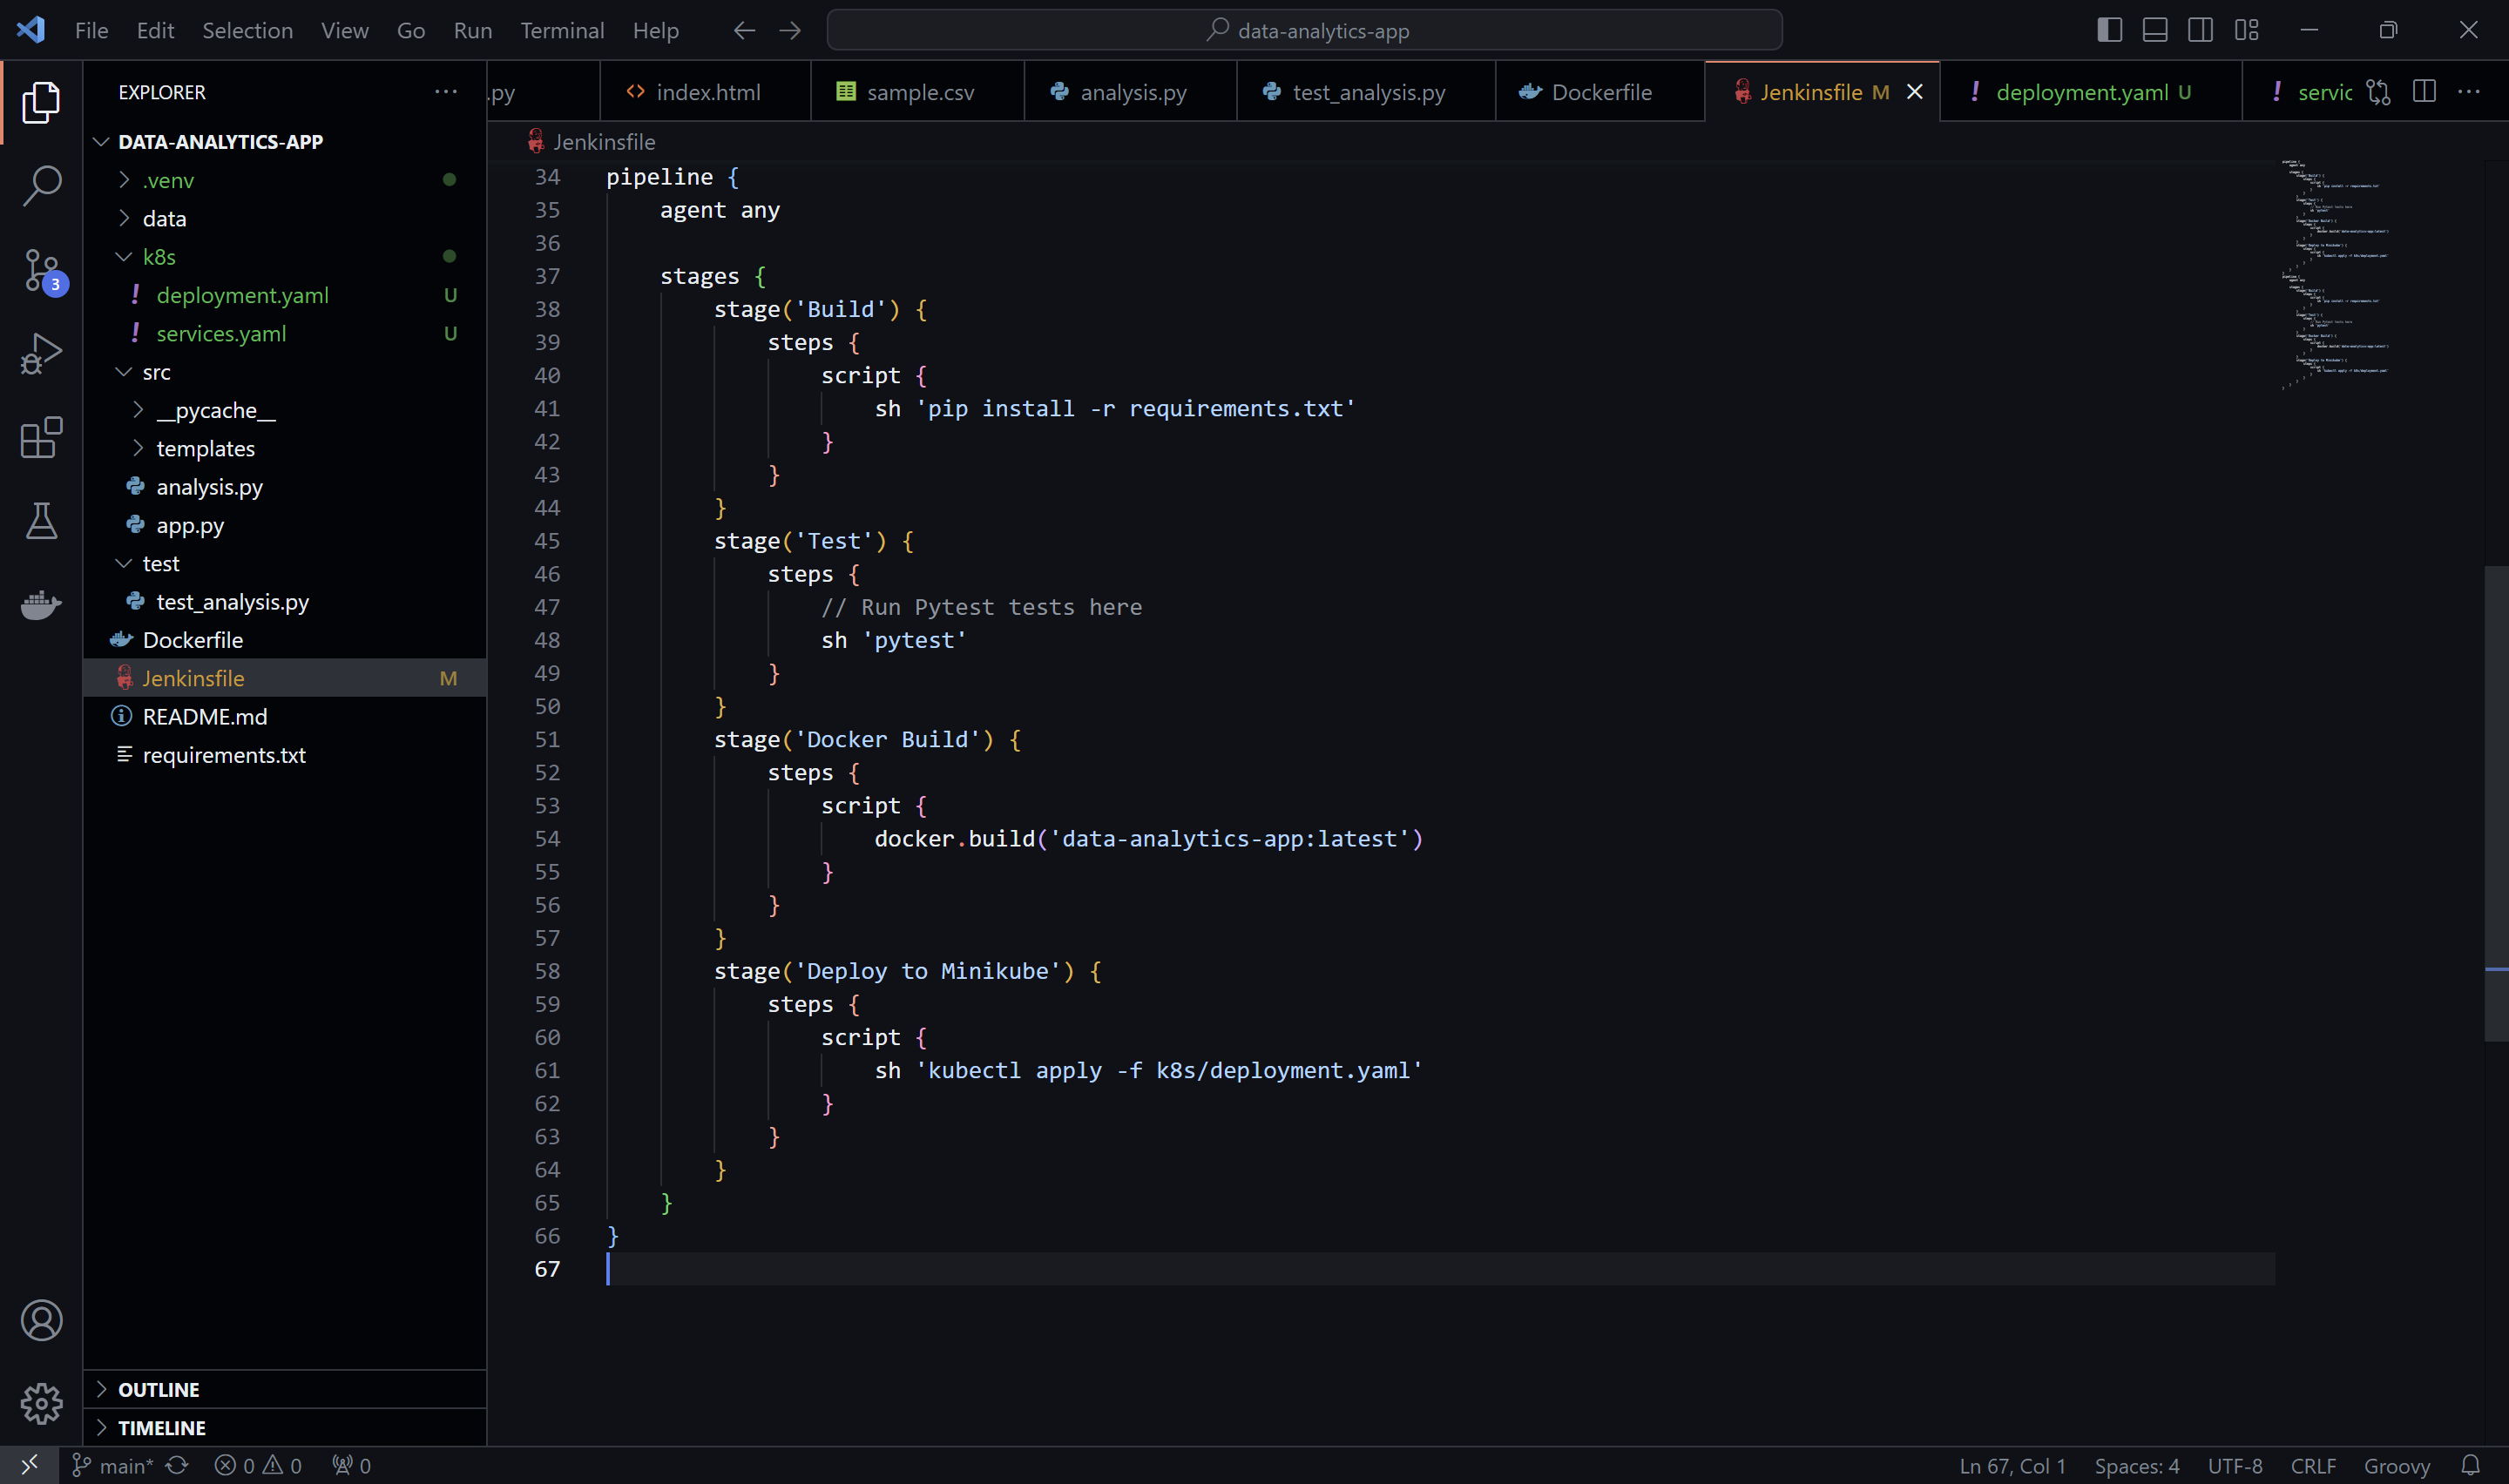 File Edit Selection View Go Run Terminal Help data-analytics-app
EXPLORER
.py index.html sample.csv analysis.py test_analysis.py Dockerfile Jenkinsfile M deployment.yaml U servic
Jenkinsfile
DATA-ANALYTICS-APP
.venv
data
k8s
deployment.yaml U
services.yaml U
src
__pycache__
templates
analysis.py
app.py
test
test_analysis.py
Dockerfile
Jenkinsfile M
README.md
requirements.txt
OUTLINE
TIMELINE
3
34 pipeline {
35     agent any
36
37     stages {
38         stage('Build') {
39             steps {
40                 script {
41                     sh 'pip install -r requirements.txt'
42                 }
43             }
44         }
45         stage('Test') {
46             steps {
47                 // Run Pytest tests here
48                 sh 'pytest'
49             }
50         }
51         stage('Docker Build') {
52             steps {
53                 script {
54                     docker.build('data-analytics-app:latest')
55                 }
56             }
57         }
58         stage('Deploy to Minikube') {
59             steps {
60                 script {
61                     sh 'kubectl apply -f k8s/deployment.yaml'
62                 }
63             }
64         }
65     }
66 }
67
main* 0 0 0 Ln 67, Col 1 Spaces: 4 UTF-8 CRLF Groovy